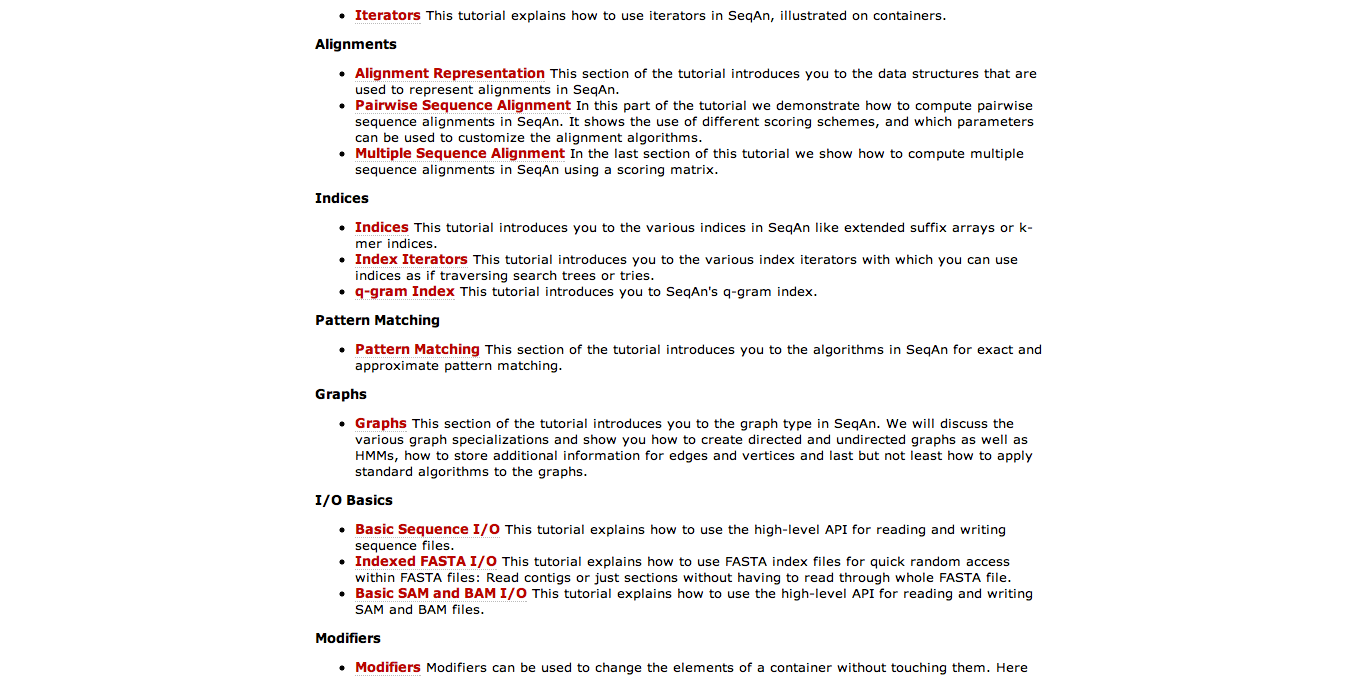 • Iterators This tutorial explains how to use iterators in SeqAn, illustrated on containers.
Alignments
• Alignment Representation This section of the tutorial introduces you to the data structures that are
used to represent alignments in SeqAn.
• Pairwise Sequence Alignment In this part of the tutorial we demonstrate how to compute pairwise
sequence alignments in SeqAn. It shows the use of different scoring schemes, and which parameters
can be used to customize the alignment algorithms.
• Multiple Sequence Alignment In the last section of this tutorial we show how to compute multiple
sequence alignments in SeqAn using a scoring matrix.
Indices
• Indices This tutorial introduces you to the various indices in SeqAn like extended suffix arrays or k-
mer indices.
• Index Iterators This tutorial introduces you to the various index iterators with which you can use
indices as if traversing search trees or tries.
• q-gram Index This tutorial introduces you to SeqAn's q-gram index.
Pattern Matching
• Pattern Matching This section of the tutorial introduces you to the algorithms in SeqAn for exact and
approximate pattern matching.
Graphs
• Graphs This section of the tutorial introduces you to the graph type in SeqAn. We will discuss the
various graph specializations and show you how to create directed and undirected graphs as well as
HMMs, how to store additional information for edges and vertices and last but not least how to apply
standard algorithms to the graphs.
I/O Basics
• Basic Sequence I/O This tutorial explains how to use the high-level API for reading and writing
sequence files.
• Indexed FASTA I/O This tutorial explains how to use FASTA index files for quick random access
within FASTA files: Read contigs or just sections without having to read through whole FASTA file.
• Basic SAM and BAM I/O This tutorial explains how to use the high-level API for reading and writing
SAM and BAM files.
Modifiers
• Modifiers Modifiers can be used to change the elements of a container without touching them. Here